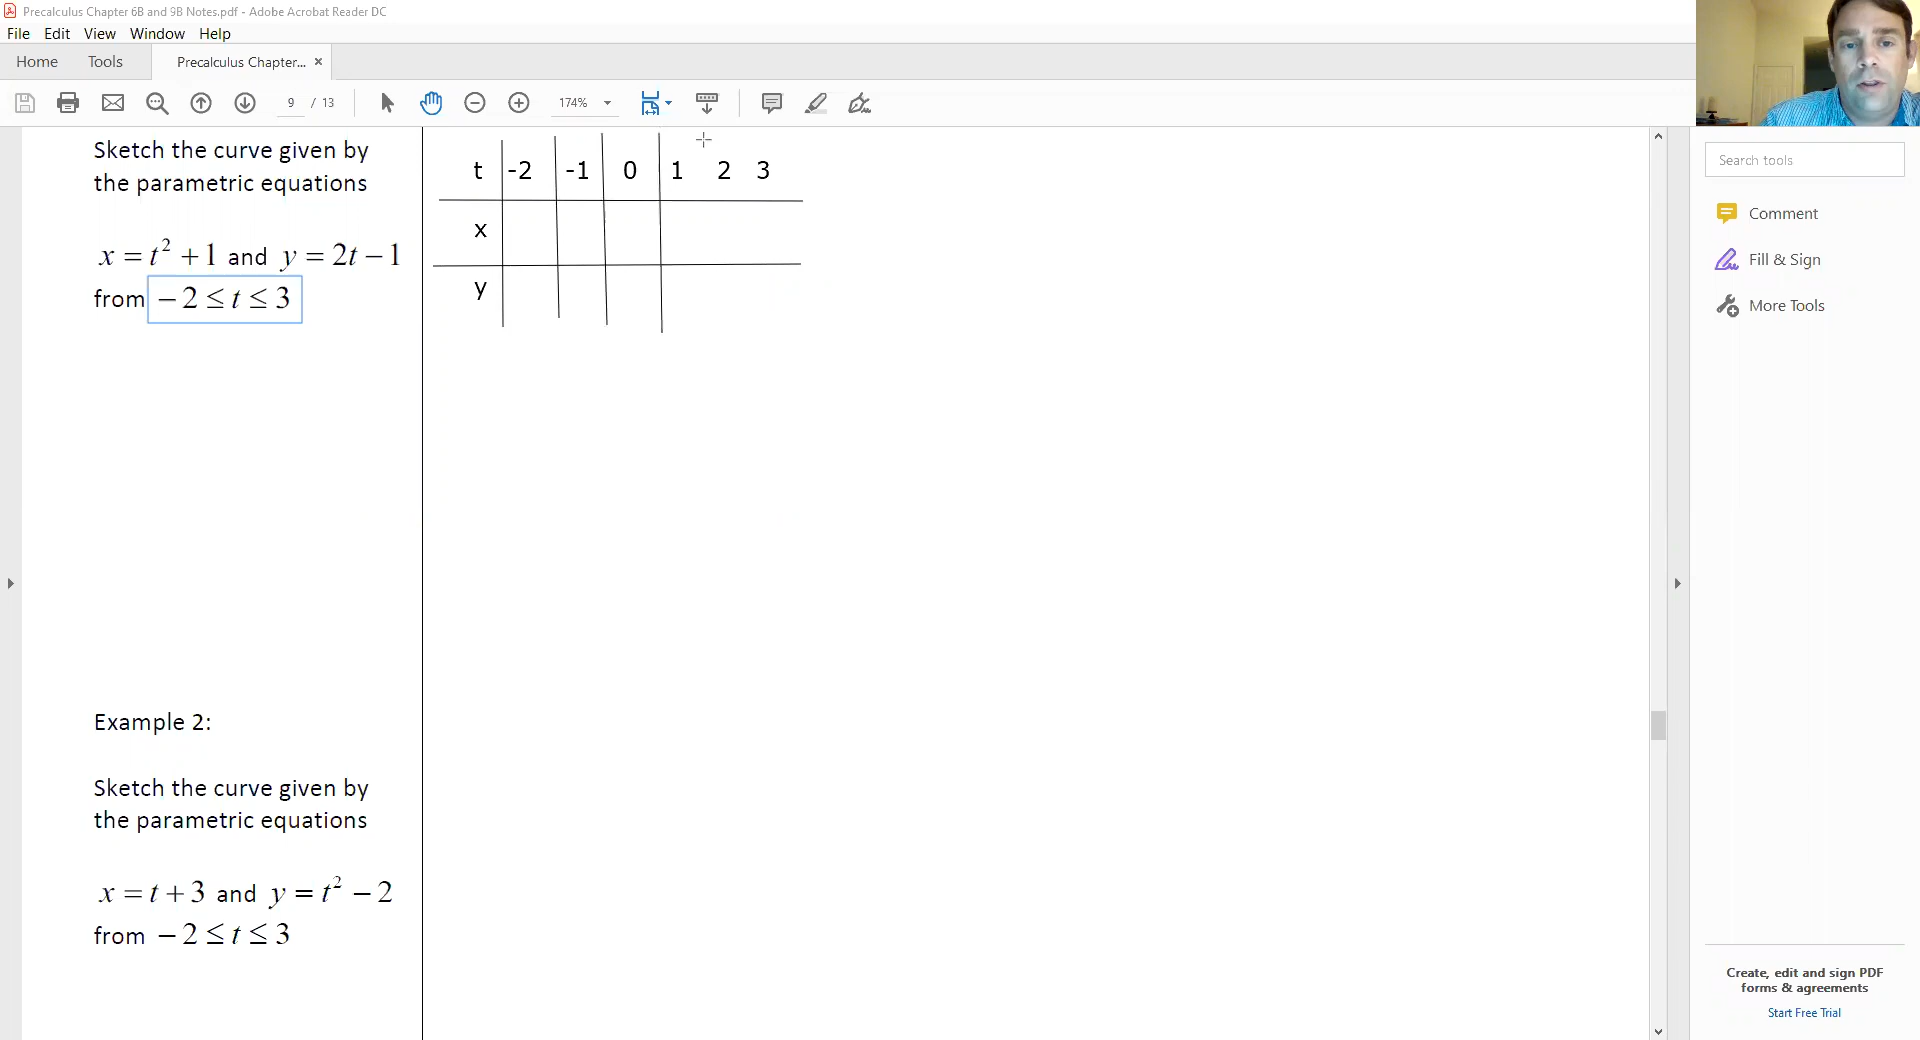 Precalculus Chapter 6B and 9B Notes.pdf - Adobe Acrobat Reader DC
File Edit View Window Help
Home Tools Precalculus Chapter... ×
9 / 13 174%
Sketch the curve given by
the parametric equations
x = t² + 1 and y = 2t − 1
from − 2 ≤ t ≤ 3
t -2 -1 0 1 2 3
x
y
Example 2:
Sketch the curve given by
the parametric equations
x = t + 3 and y = t² − 2
from − 2 ≤ t ≤ 3
Search tools
Comment
Fill & Sign
More Tools
Create, edit and sign PDF
forms & agreements
Start Free Trial